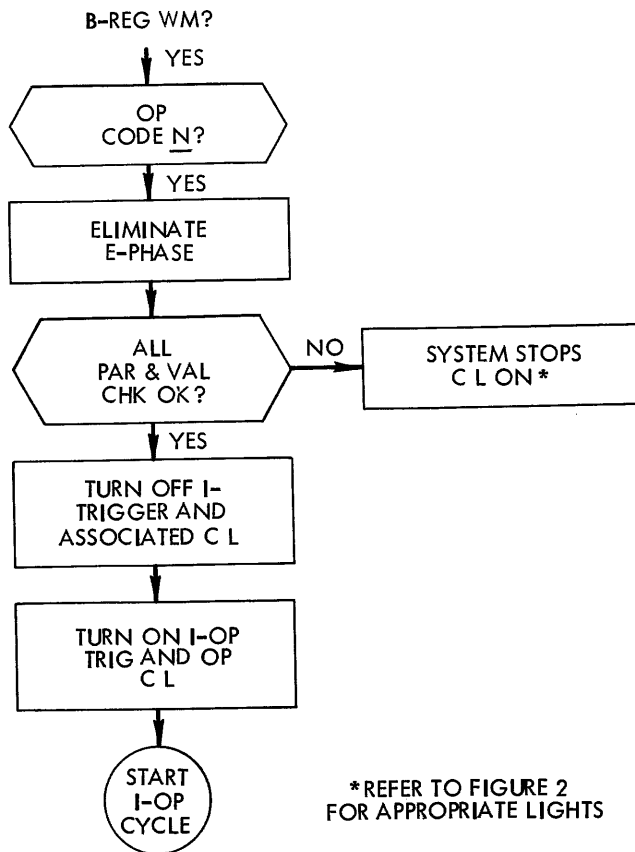 B-REG WM?
YES
OP
CODE N?
YES
ELIMINATE
E-PHASE
ALL
PAR & VAL
CHK OK?
NO
SYSTEM STOPS
C L ON*
YES
TURN OFF I-
TRIGGER AND
ASSOCIATED C L
TURN ON I-OP
TRIG AND OP
C L
START
I-OP
CYCLE
*REFER TO FIGURE 2
FOR APPROPRIATE LIGHTS